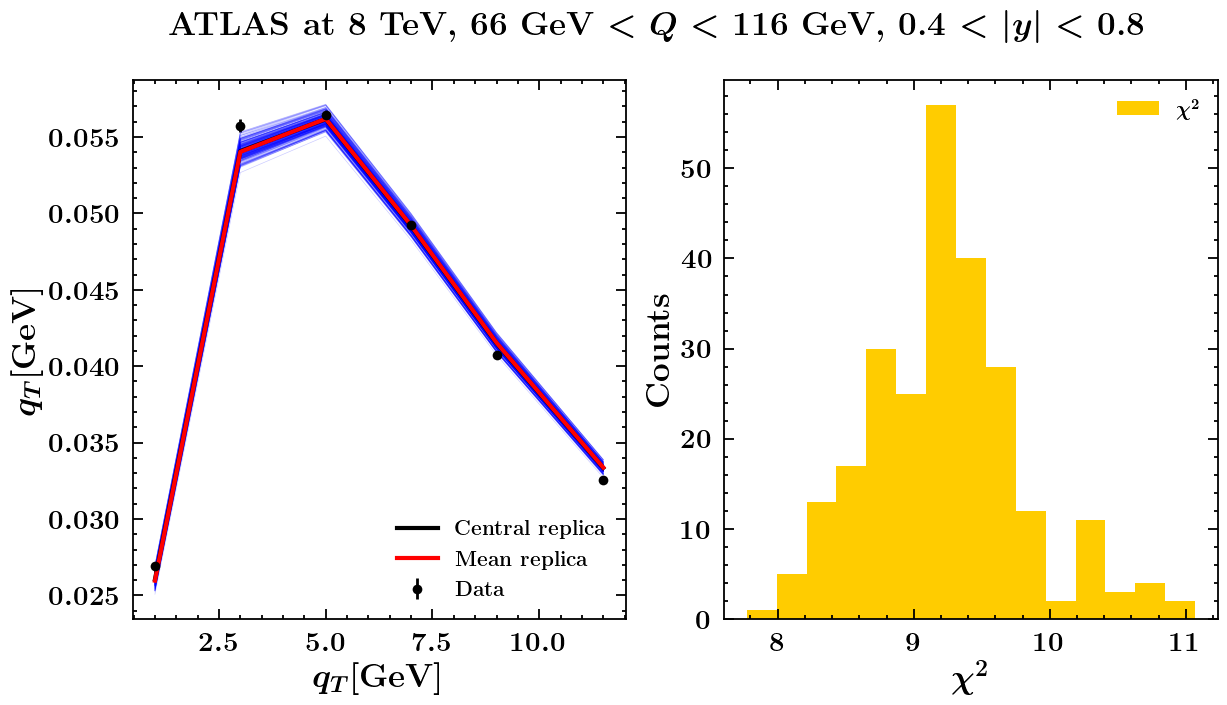 ATLAS at 8 TeV, 66 GeV < Q < 116 GeV, 0.4 < |y| < 0.8
q_T[GeV]
0.055
0.050
0.045
0.040
0.035
0.030
0.025
2.5 5.0 7.5 10.0
q_T[GeV]
Central replica
Mean replica
Data
Counts
50
40
30
20
10
0
8 9 10 11
χ²
χ²